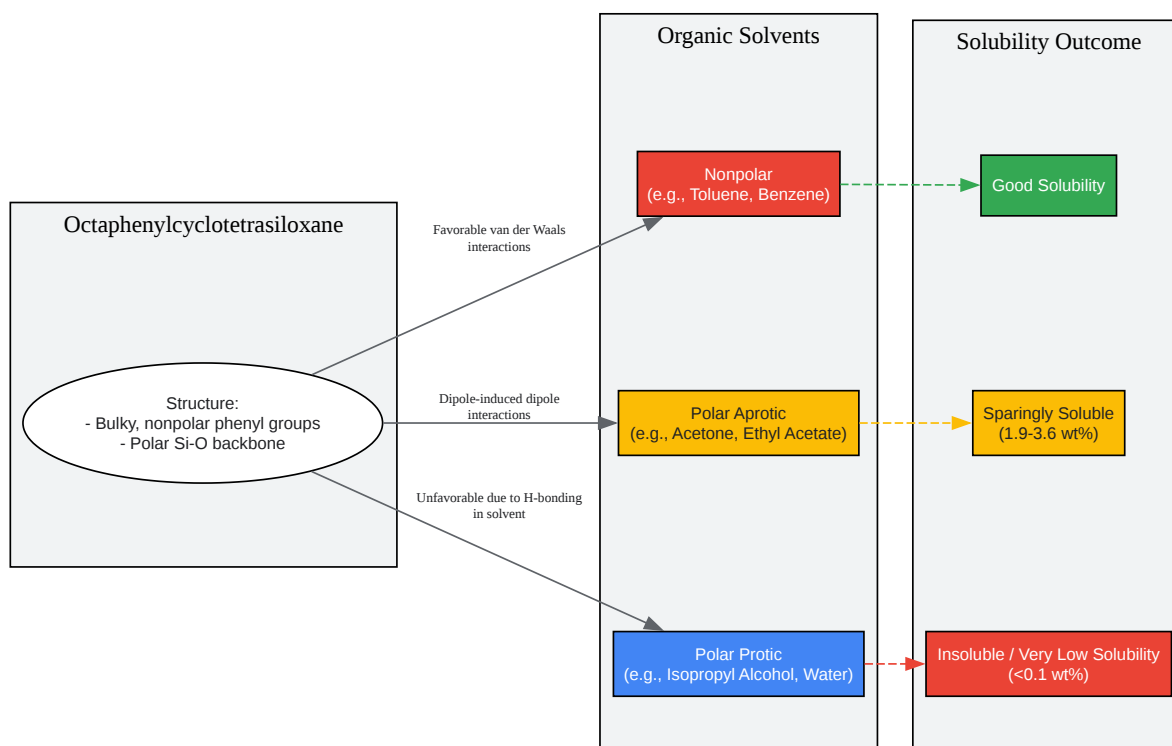 Octaphenylcyclotetrasiloxane
Structure:
- Bulky, nonpolar phenyl groups
- Polar Si-O backbone
Favorable van der Waals
interactions
Dipole-induced dipole
interactions
Unfavorable due to H-bonding
in solvent
Organic Solvents
Nonpolar
(e.g., Toluene, Benzene)
Polar Aprotic
(e.g., Acetone, Ethyl Acetate)
Polar Protic
(e.g., Isopropyl Alcohol, Water)
Solubility Outcome
Good Solubility
Sparingly Soluble
(1.9-3.6 wt%)
Insoluble / Very Low Solubility
(<0.1 wt%)